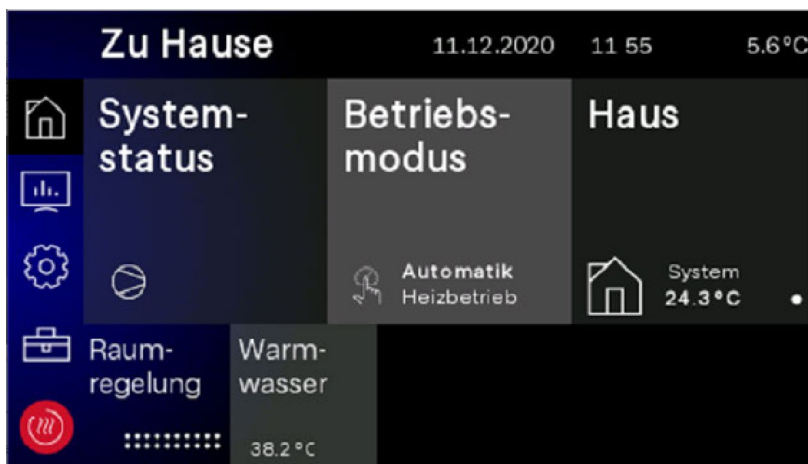 Zu Hause 11.12.2020 11 55 5.6°C
System-
status
Betriebs-
modus
Automatik
Heizbetrieb
Haus
System
24.3°C
Raum-
regelung
Warm-
wasser
38.2°C